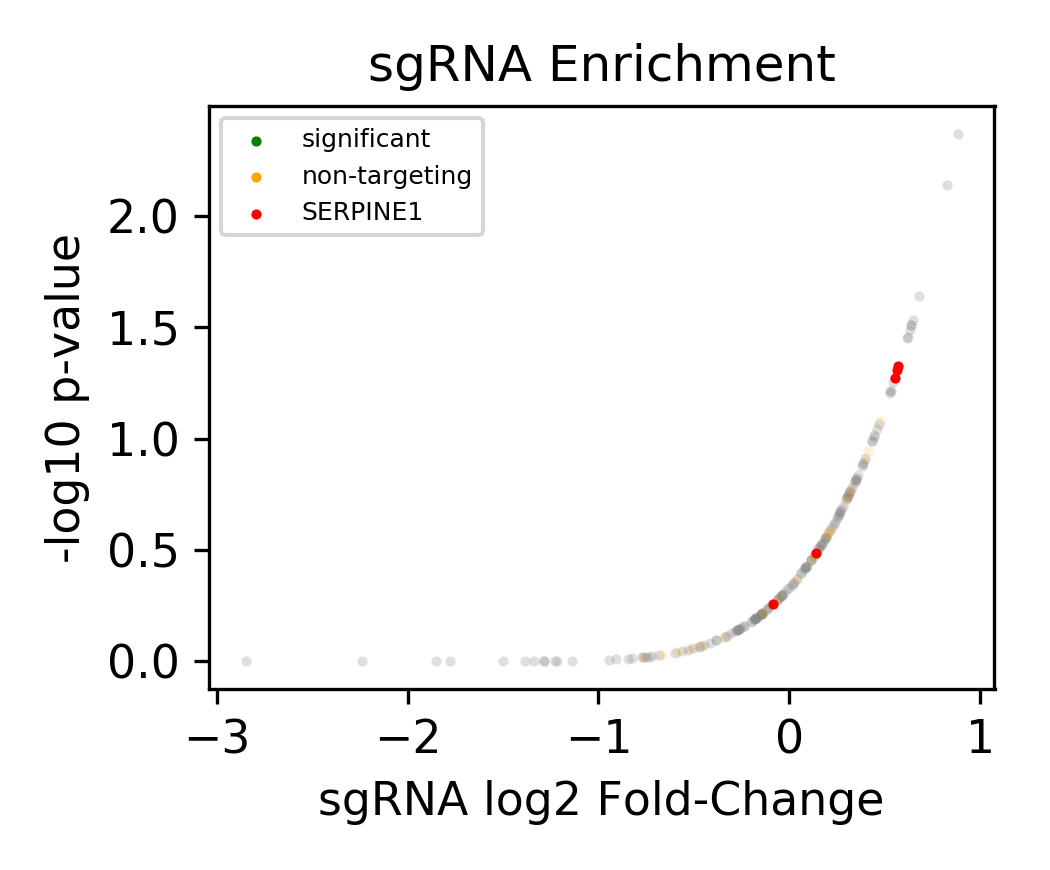 sgRNA Enrichment
significant
non-targeting
SERPINE1
-log10 p-value
2.0
1.5
1.0
0.5
0.0
−3 −2 −1 0 1
sgRNA log2 Fold-Change